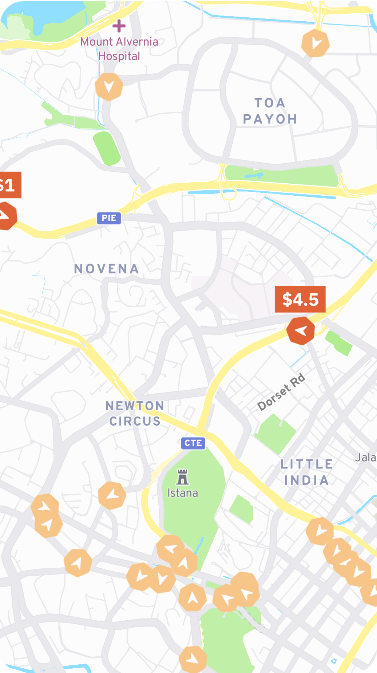 Mount Alvernia
Hospital
TOA
PAYOH
$1
PIE
NOVENA
$4.5
Dorset Rd
NEWTON
CIRCUS
CTE
LITTLE
INDIA
Jala
Istana